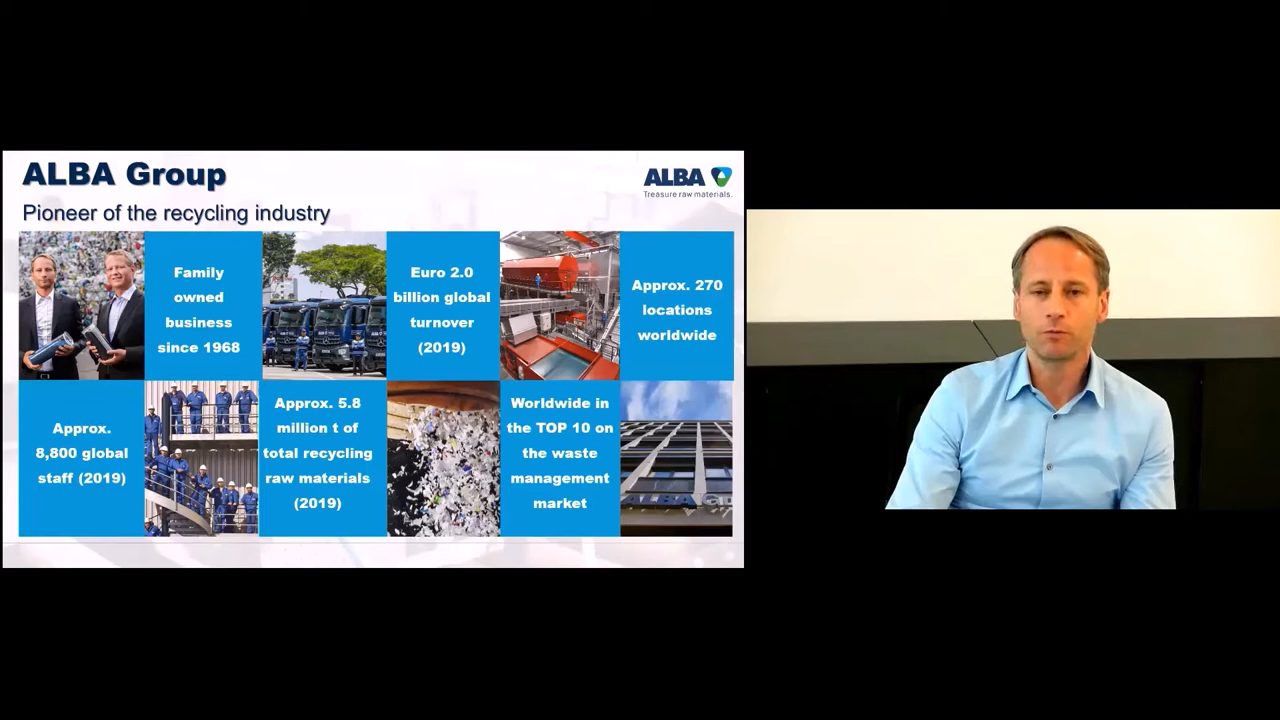 ALBA Group
Pioneer of the recycling industry
ALBA
Treasure raw materials.
Family
owned
business
since 1968
Euro 2.0
billion global
turnover
(2019)
Approx. 270
locations
worldwide
Approx.
8,800 global
staff (2019)
Approx. 5.8
million t of
total recycling
raw materials
(2019)
Worldwide in
the TOP 10 on
the waste
management
market
ALBA